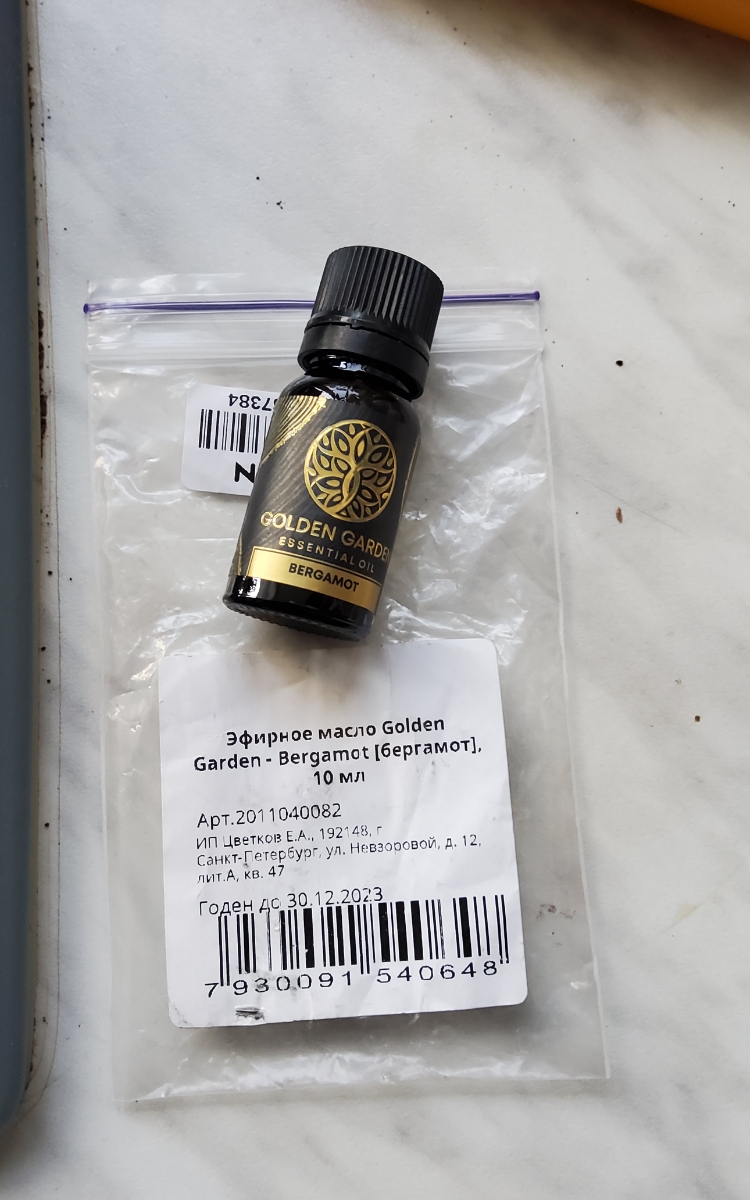 7384
N
GOLDEN GARDEN
ESSENTIAL OIL
BERGAMOT
Эфирное масло Golden
Garden - Bergamot [бергамот],
10 мл
Арт.2011040082
ИП Цветков Е.А., 192148, г
Санкт-Петербург, ул. Невзоровой, д. 12,
лит.А, кв. 47
Годен до 30.12.2023
7 930091 540648